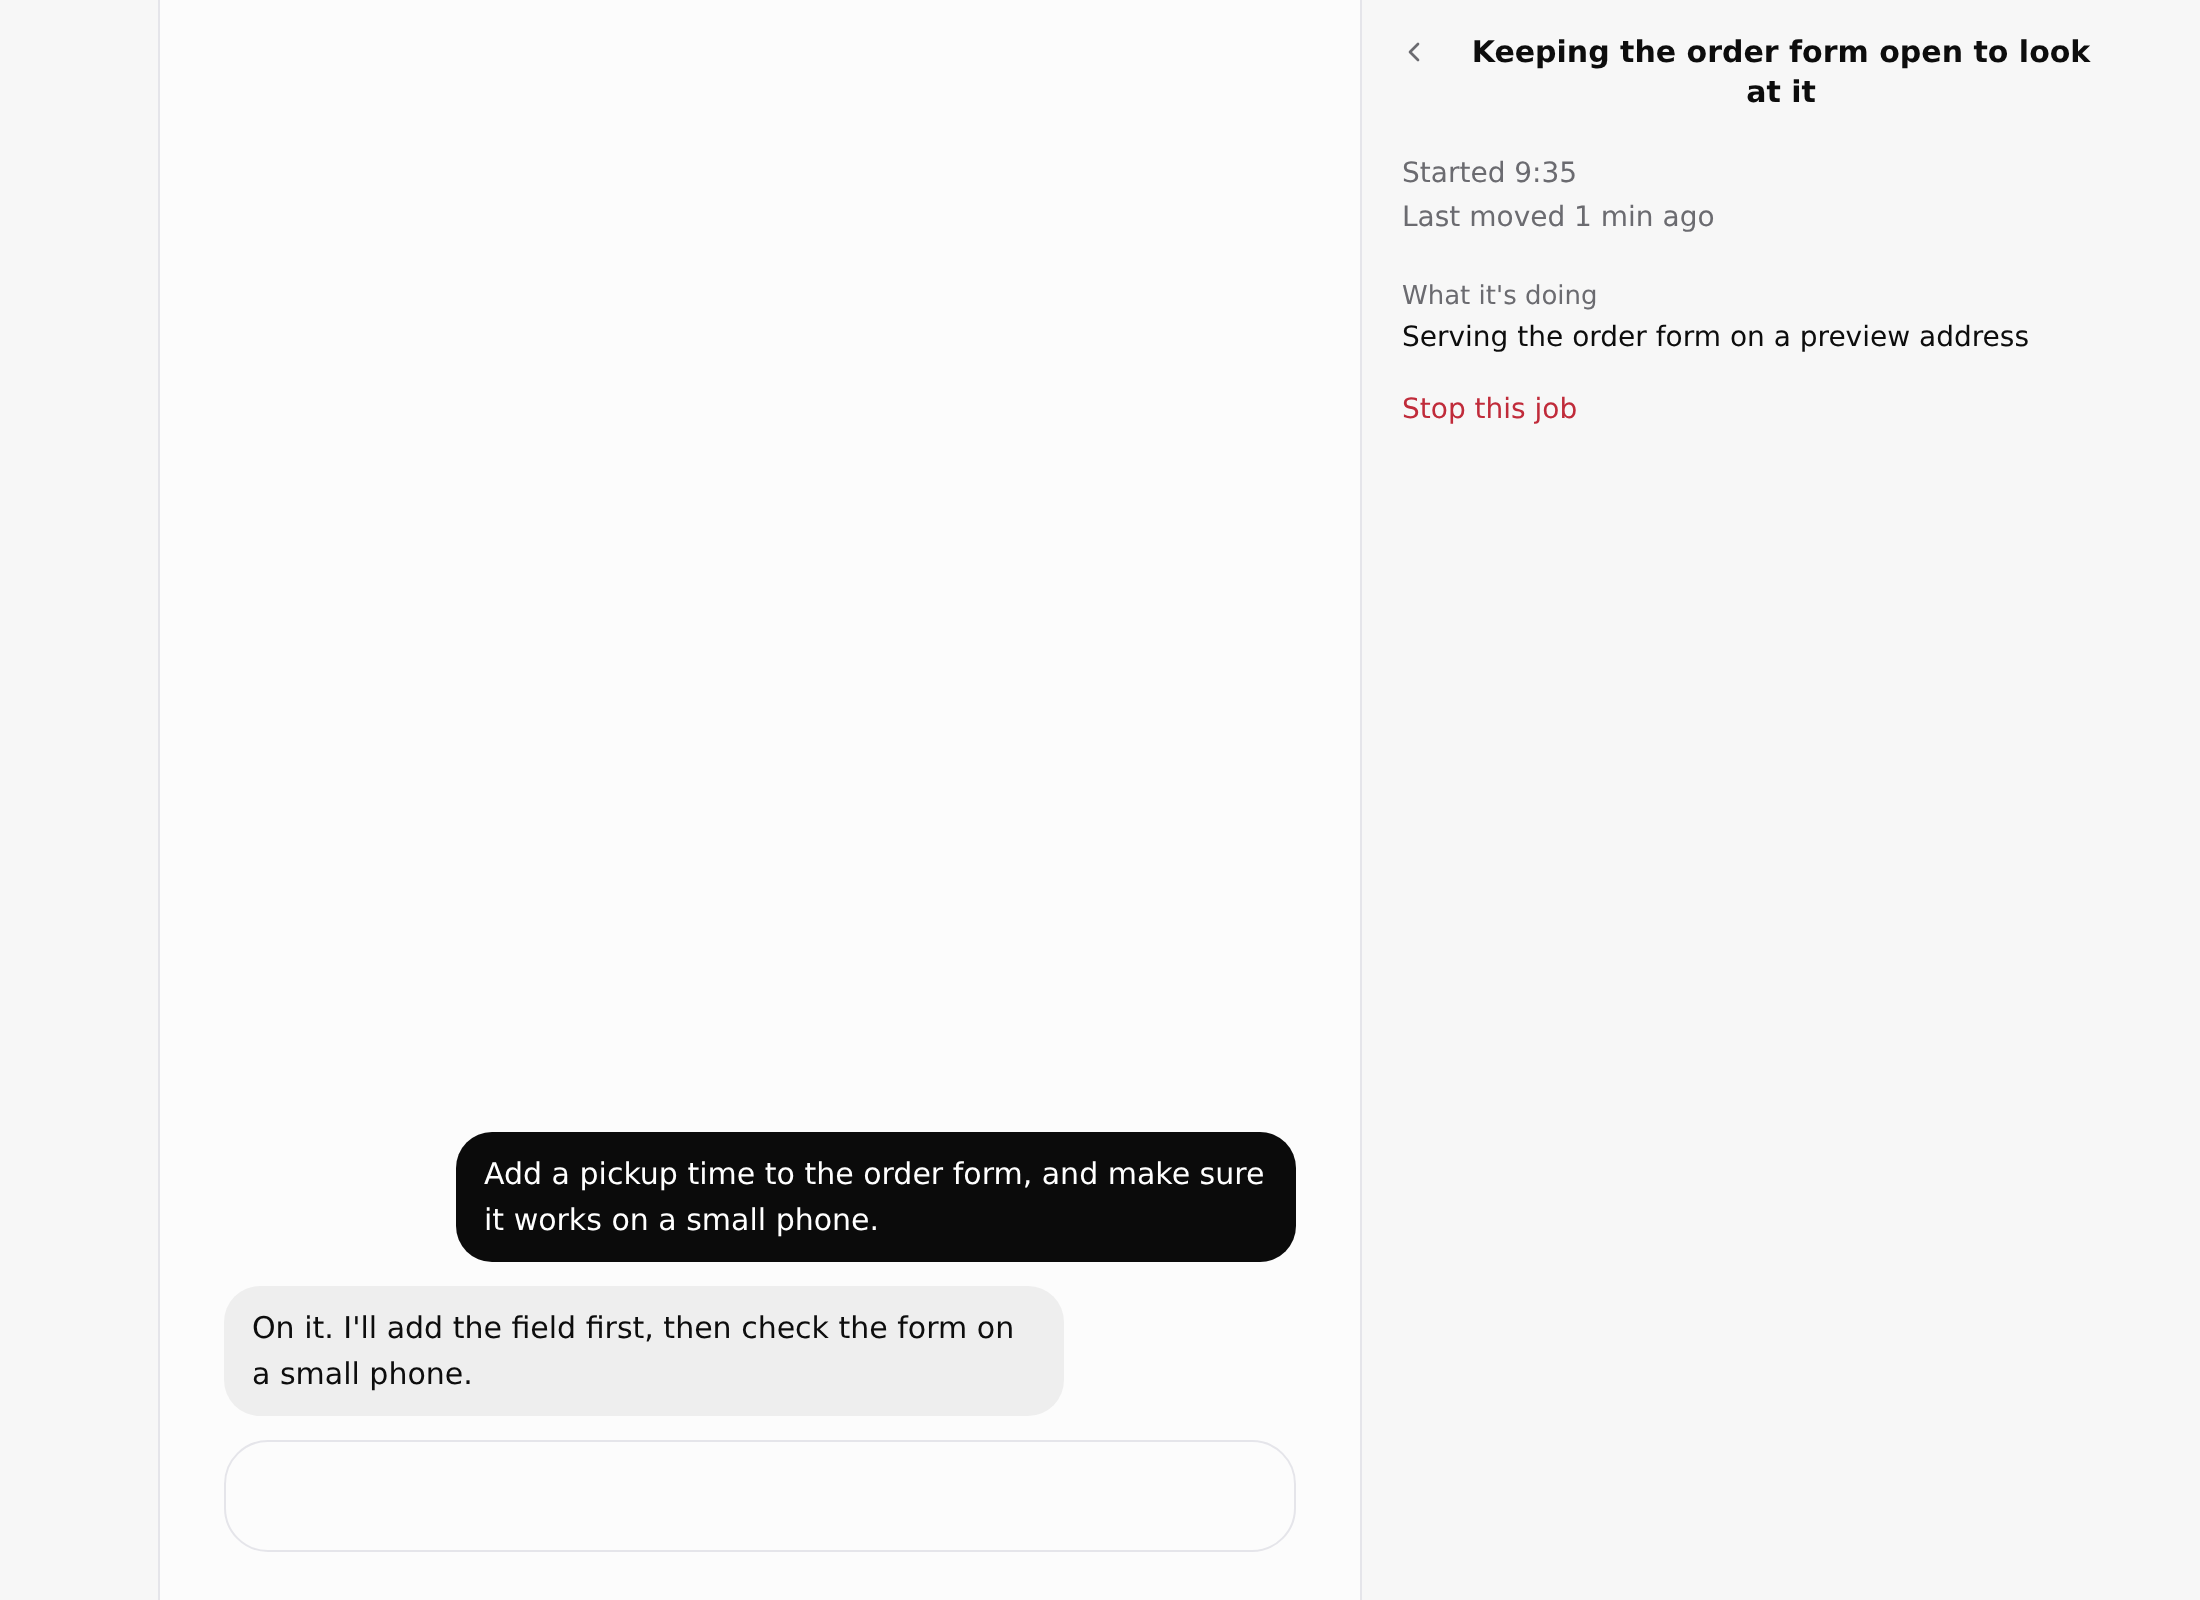 Add a pickup time to the order form, and make sure
it works on a small phone.
On it. I'll add the field first, then check the form on
a small phone.
Keeping the order form open to look
at it
Started 9:35
Last moved 1 min ago
What it's doing
Serving the order form on a preview address
Stop this job